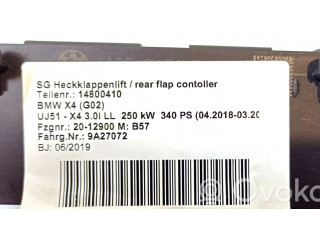 SG Heckklappenlift / rear flap contoller
Teilenr.: 14800410
BMW X4 (G02)
UJ51 - X4 3.0i LL 250 kW 340 PS (04.2018-03.20
Fzgnr.: 20-12900 M: B57
Fahrg.Nr.: 9A27072
BJ: 06/2019
Ovoko